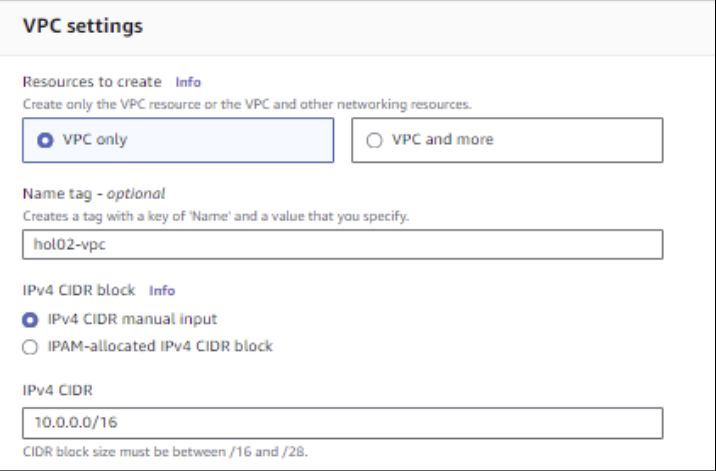 VPC settings
Resources to create Info
Create only the VPC resource or the VPC and other networking resources.
VPC only
VPC and more
Name tag - optional
Creates a tag with a key of 'Name' and a value that you specify.
hol02-vpc
IPv4 CIDR block Info
IPv4 CIDR manual input
IPAM-allocated IPv4 CIDR block
IPv4 CIDR
10.0.0.0/16
CIDR block size must be between /16 and /28.